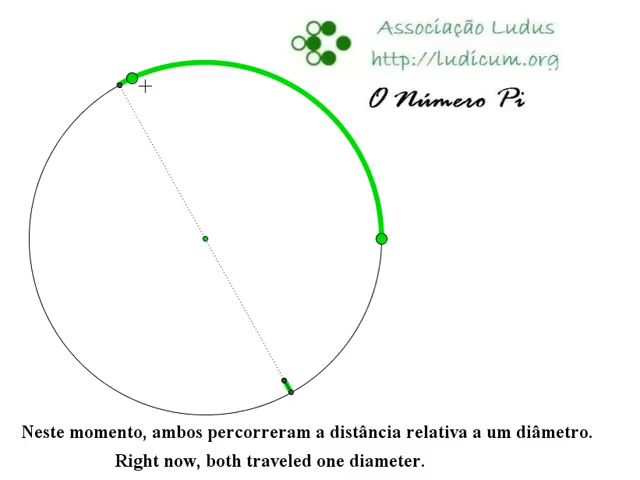 Associação Ludus
http://ludicum.org
O Número Pi
Neste momento, ambos percorreram a distância relativa a um diâmetro.
Right now, both traveled one diameter.